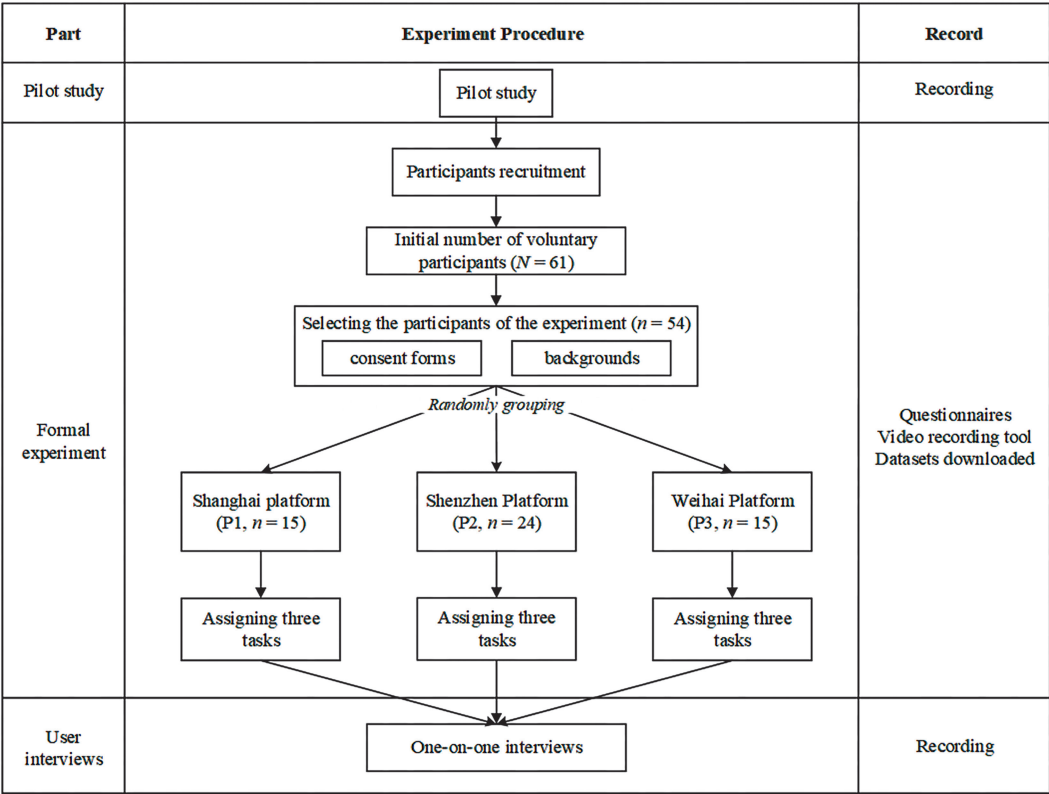 Part
Experiment Procedure
Record
Pilot study
Pilot study
Recording
Participants recruitment
Initial number of voluntary
participants (N = 61)
Selecting the participants of the experiment (n = 54)
consent forms
backgrounds
Randomly grouping
Formal
experiment
Questionnaires
Video recording tool
Datasets downloaded
Shanghai platform
(P1, n = 15)
Shenzhen Platform
(P2, n = 24)
Weihai Platform
(P3, n = 15)
Assigning three
tasks
Assigning three
tasks
Assigning three
tasks
User
interviews
One-on-one interviews
Recording